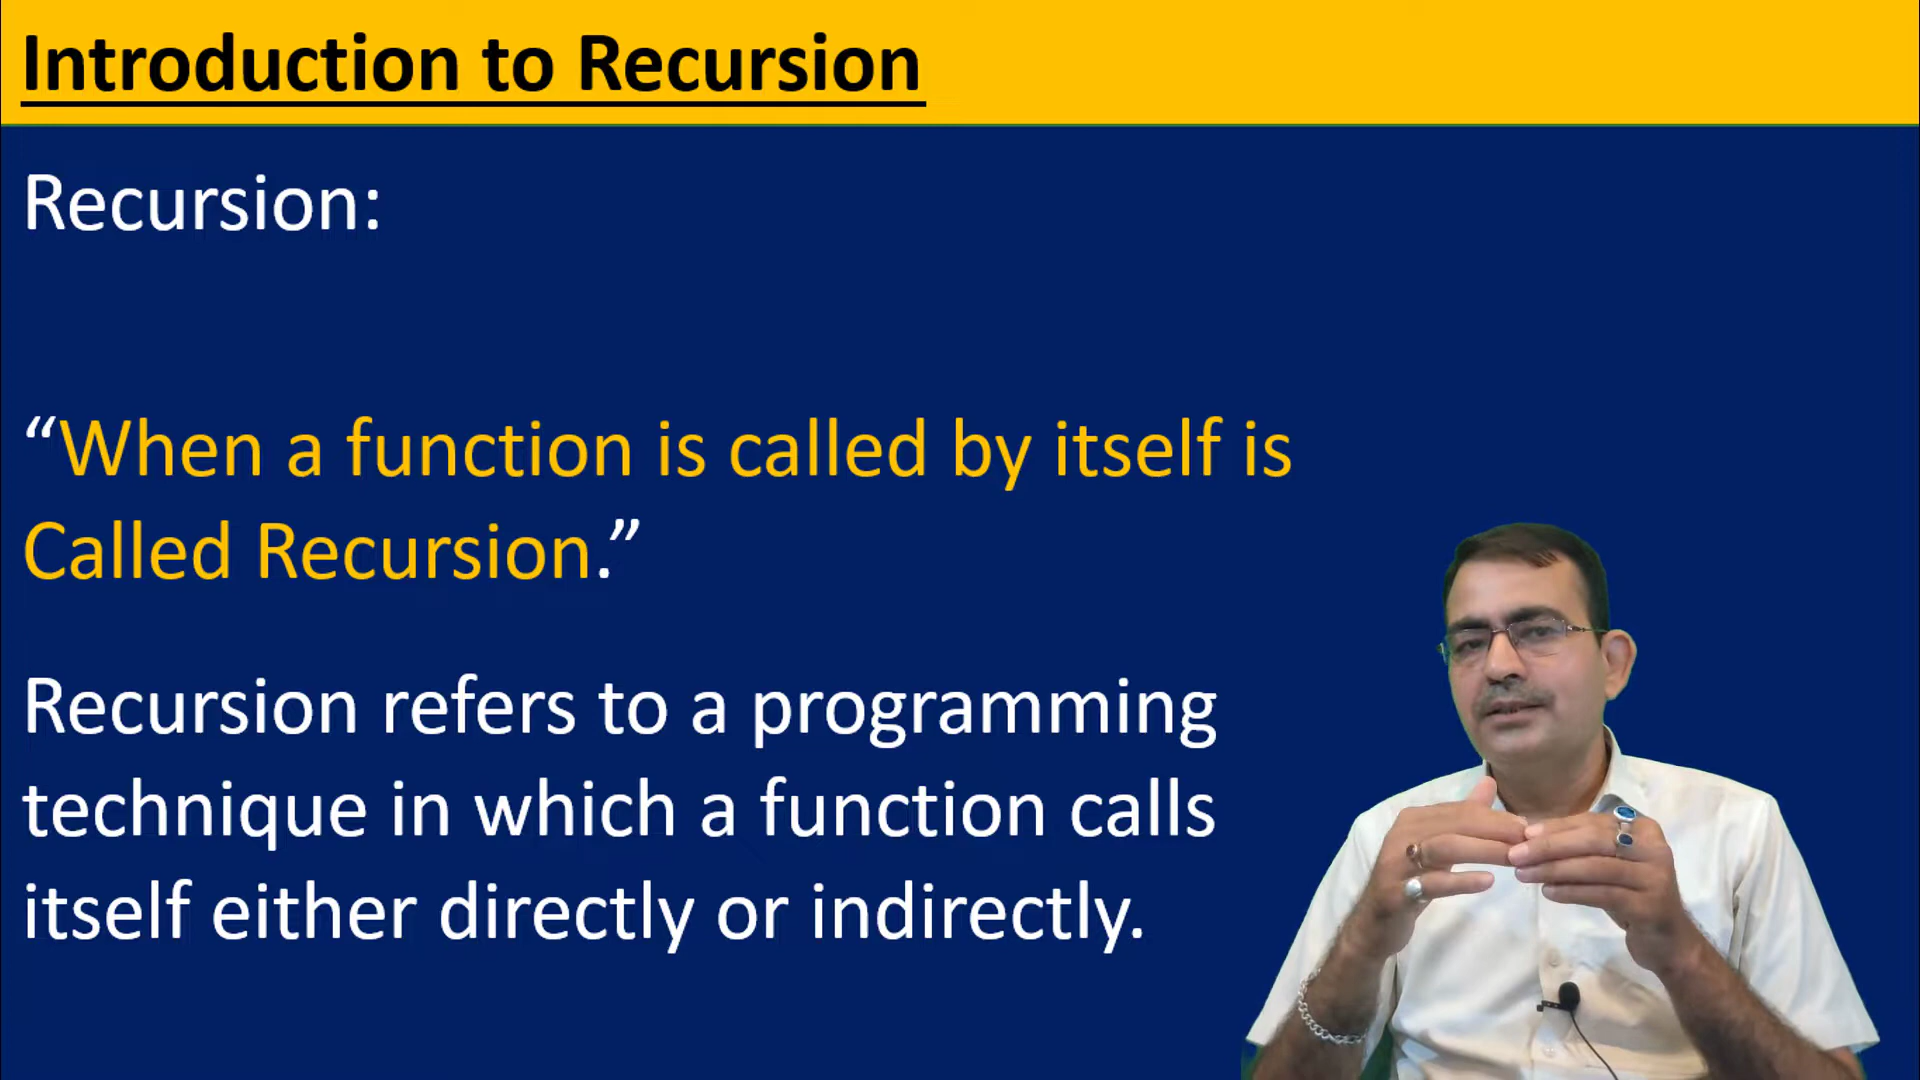 Introduction to Recursion
Recursion:
“When a function is called by itself is
Called Recursion.”
Recursion refers to a programming
technique in which a function calls
itself either directly or indirectly.